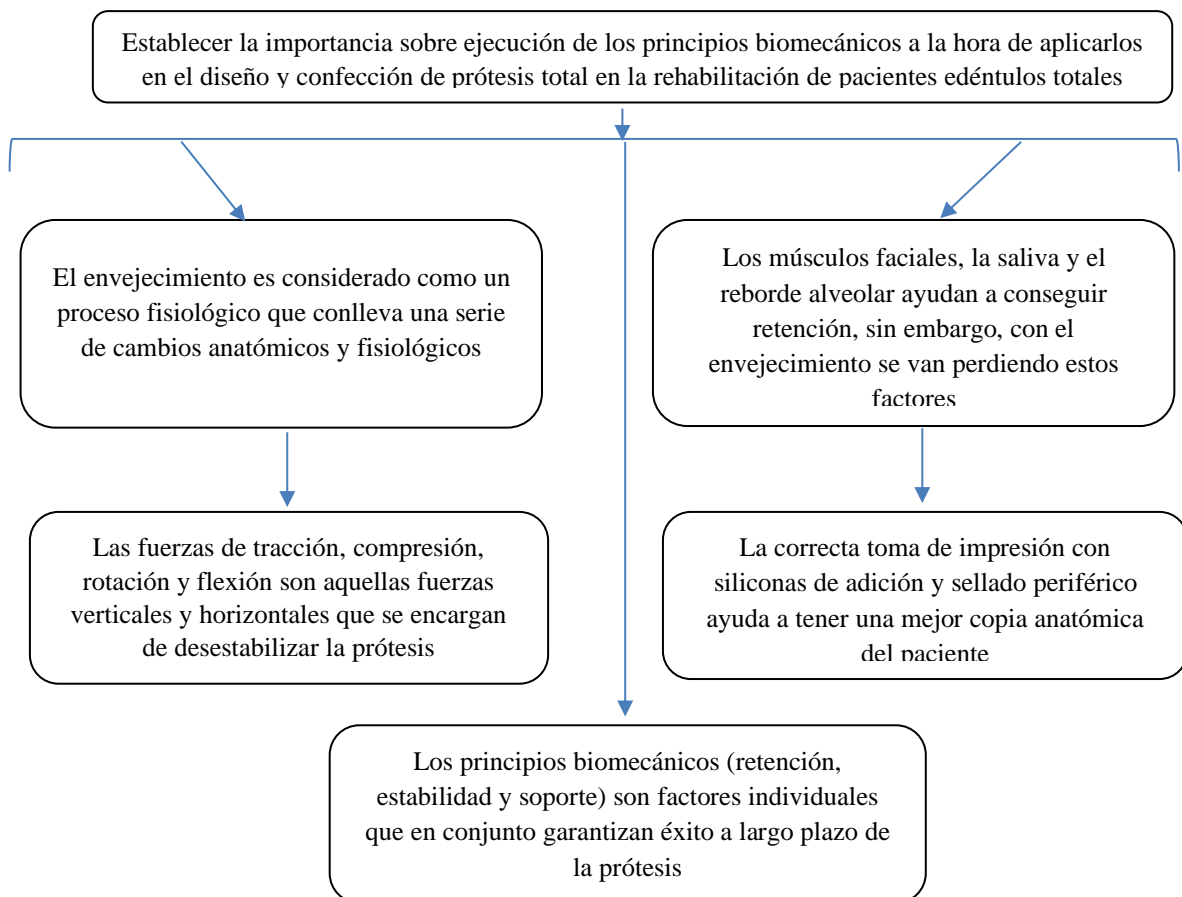 Establecer la importancia sobre ejecución de los principios biomecánicos a la hora de aplicarlos
en el diseño y confección de prótesis total en la rehabilitación de pacientes edéntulos totales
El envejecimiento es considerado como un
proceso fisiológico que conlleva una serie
de cambios anatómicos y fisiológicos
Los músculos faciales, la saliva y el
reborde alveolar ayudan a conseguir
retención, sin embargo, con el
envejecimiento se van perdiendo estos
factores
Las fuerzas de tracción, compresión,
rotación y flexión son aquellas fuerzas
verticales y horizontales que se encargan
de desestabilizar la prótesis
La correcta toma de impresión con
siliconas de adición y sellado periférico
ayuda a tener una mejor copia anatómica
del paciente
Los principios biomecánicos (retención,
estabilidad y soporte) son factores individuales
que en conjunto garantizan éxito a largo plazo de
la prótesis